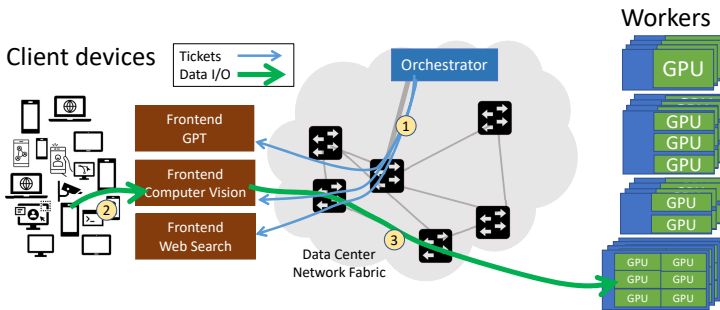 Workers
Client devices
Tickets
Data I/O
Orchestrator
GPU
Frontend
GPT
1
GPU
GPU
GPU
Frontend
Computer Vision
2
GPU
GPU
Frontend
Web Search
3
Data Center
Network Fabric
GPU GPU
GPU GPU
GPU GPU